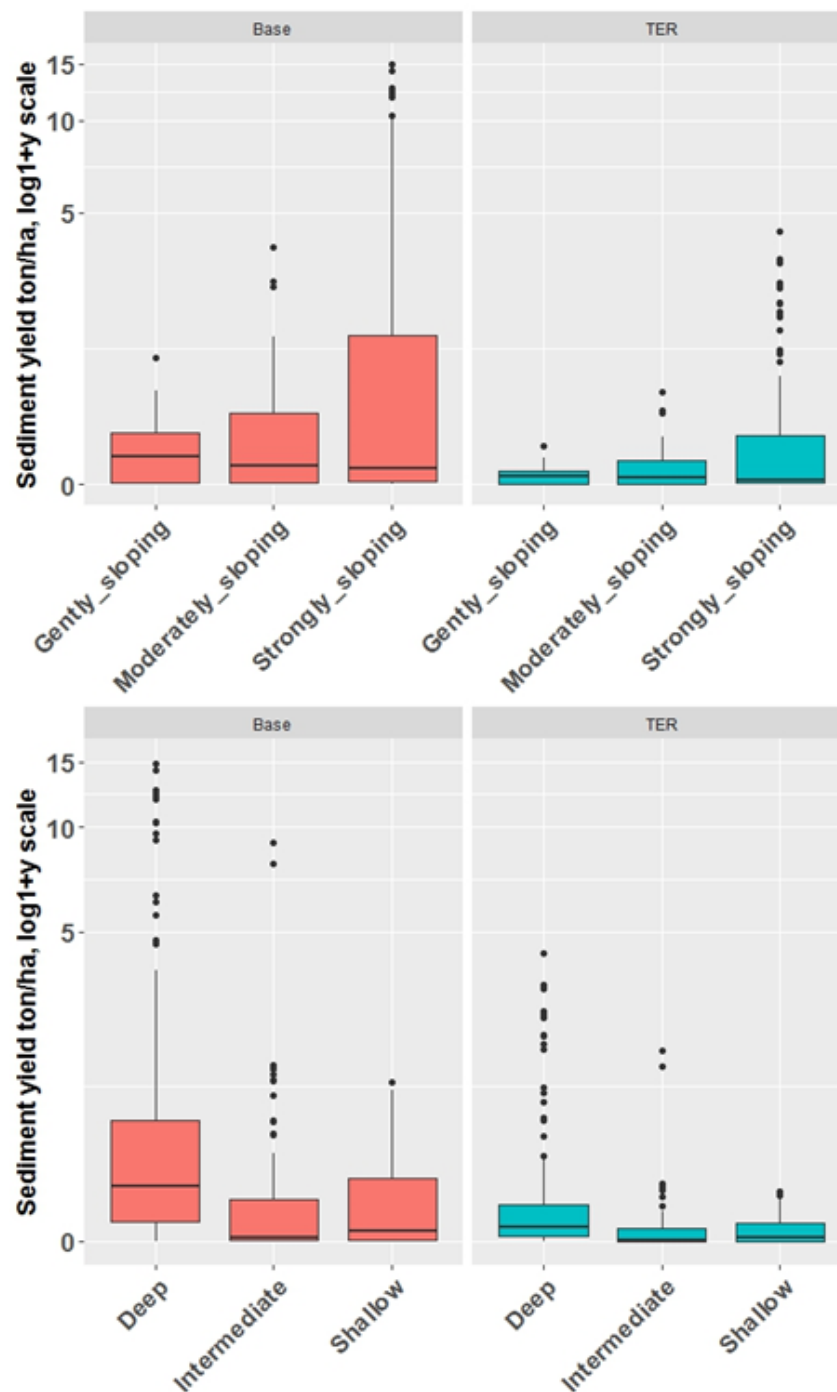 Base TER
Sediment yield ton/ha, log1+y scale
15
10
5
0
Gently_sloping
Moderately_sloping
Strongly_sloping
Gently_sloping
Moderately_sloping
Strongly_sloping
Base TER
Sediment yield ton/ha, log1+y scale
15
10
5
0
Deep
Intermediate
Shallow
Deep
Intermediate
Shallow